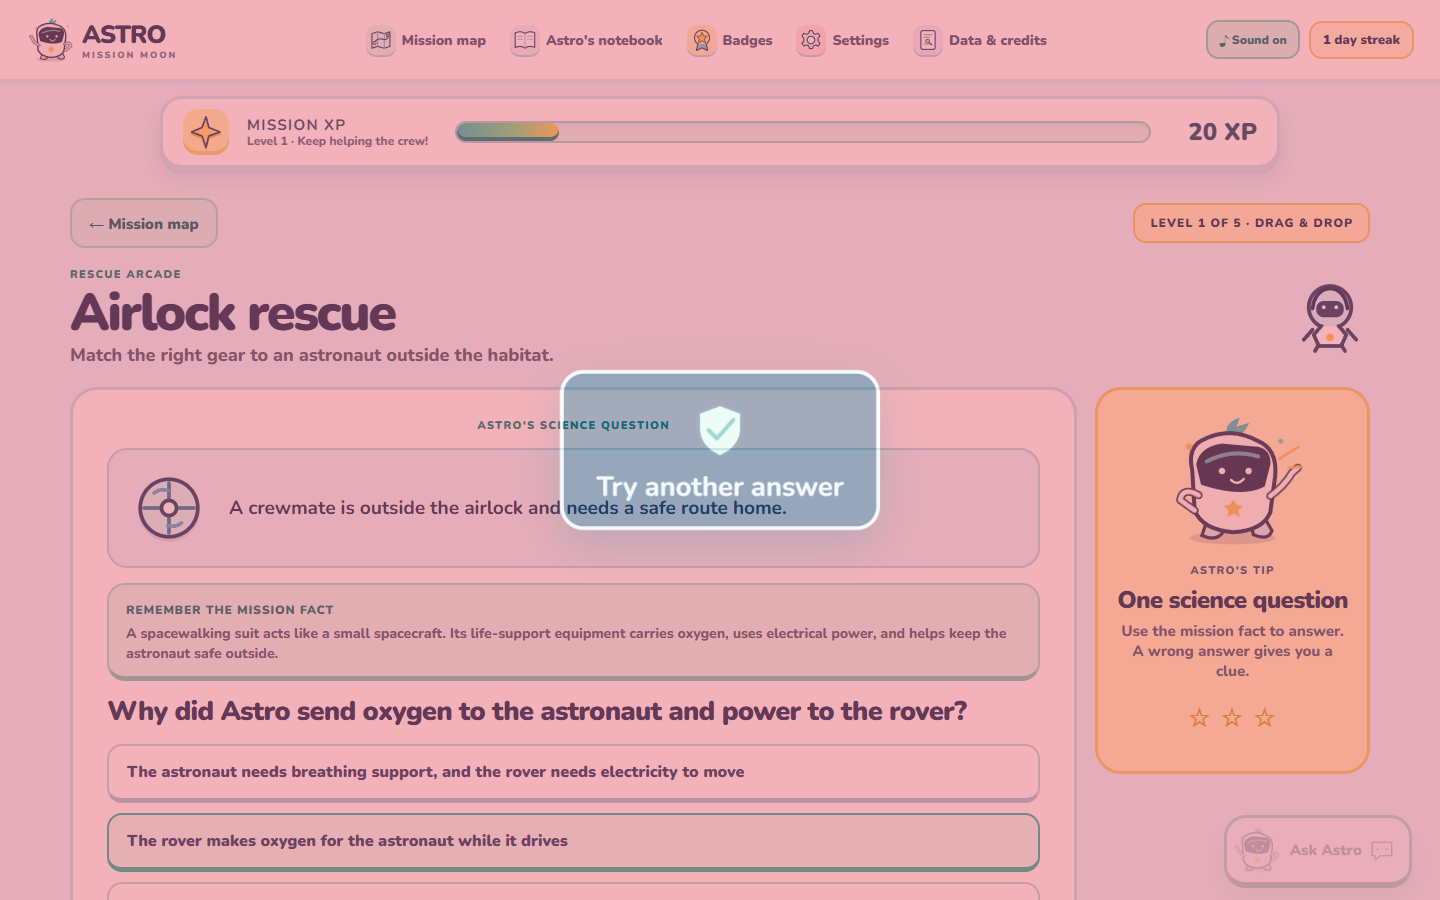 ASTRO
MISSION MOON
Mission map
Astro's notebook
Badges
Settings
Data & credits
Sound on
1 day streak
MISSION XP
Level 1 · Keep helping the crew!
20 XP
← Mission map
LEVEL 1 OF 5 · DRAG & DROP
RESCUE ARCADE
Airlock rescue
Match the right gear to an astronaut outside the habitat.
ASTRO'S SCIENCE QUESTION
Try another answer
A crewmate is outside the airlock and needs a safe route home.
REMEMBER THE MISSION FACT
A spacewalking suit acts like a small spacecraft. Its life-support equipment carries oxygen, uses electrical power, and helps keep the
astronaut safe outside.
Why did Astro send oxygen to the astronaut and power to the rover?
The astronaut needs breathing support, and the rover needs electricity to move
The rover makes oxygen for the astronaut while it drives
ASTRO'S TIP
One science question
Use the mission fact to answer.
A wrong answer gives you a
clue.
Ask Astro